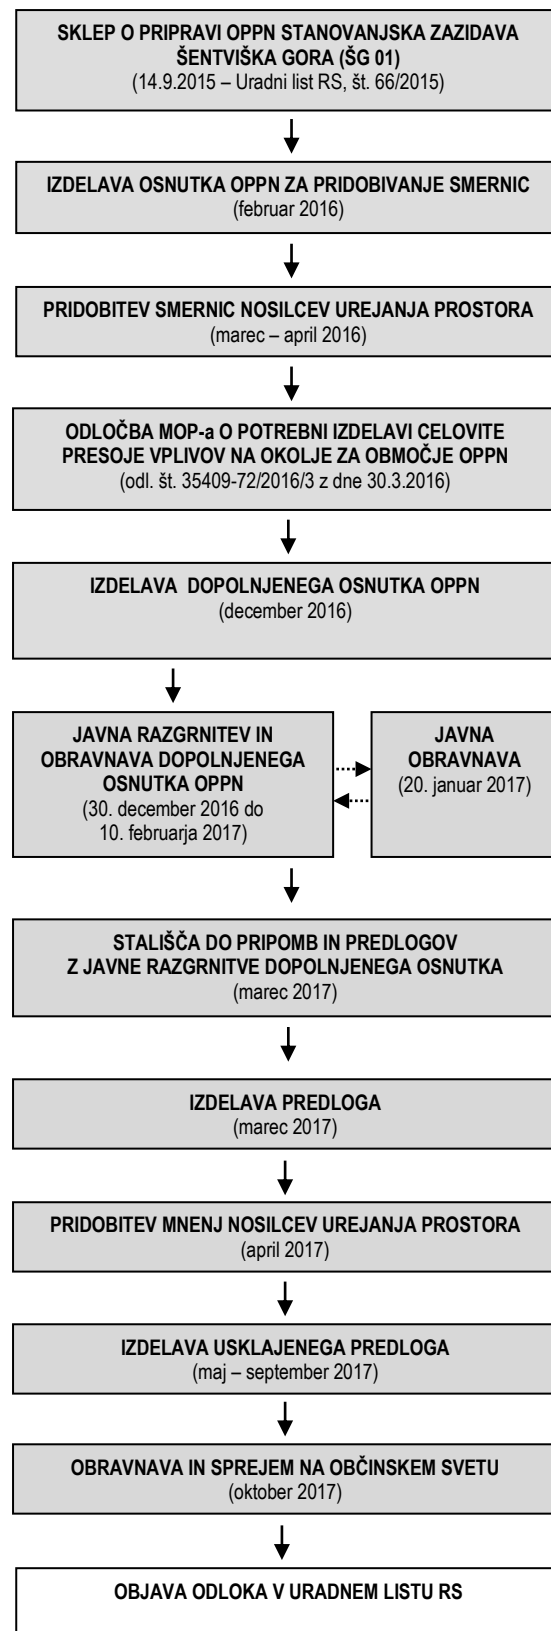 SKLEP O PRIPRAVI OPPN STANOVANJSKA ZAZIDAVA
ŠENTVIŠKA GORA (ŠG 01)
(14.9.2015 – Uradni list RS, št. 66/2015)
IZDELAVA OSNUTKA OPPN ZA PRIDOBIVANJE SMERNIC
(februar 2016)
PRIDOBITEV SMERNIC NOSILCEV UREJANJA PROSTORA
(marec – april 2016)
ODLOČBA MOP-a O POTREBNI IZDELAVI CELOVITE
PRESOJE VPLIVOV NA OKOLJE ZA OBMOČJE OPPN
(odl. št. 35409-72/2016/3 z dne 30.3.2016)
IZDELAVA DOPOLNJENEGA OSNUTKA OPPN
(december 2016)
JAVNA RAZGRNITEV IN
OBRAVNAVA DOPOLNJENEGA
OSNUTKA OPPN
(30. december 2016 do
10. februarja 2017)
JAVNA
OBRAVNAVA
(20. januar 2017)
STALIŠČA DO PRIPOMB IN PREDLOGOV
Z JAVNE RAZGRNITVE DOPOLNJENEGA OSNUTKA
(marec 2017)
IZDELAVA PREDLOGA
(marec 2017)
PRIDOBITEV MNENJ NOSILCEV UREJANJA PROSTORA
(april 2017)
IZDELAVA USKLAJENEGA PREDLOGA
(maj – september 2017)
OBRAVNAVA IN SPREJEM NA OBČINSKEM SVETU
(oktober 2017)
OBJAVA ODLOKA V URADNEM LISTU RS